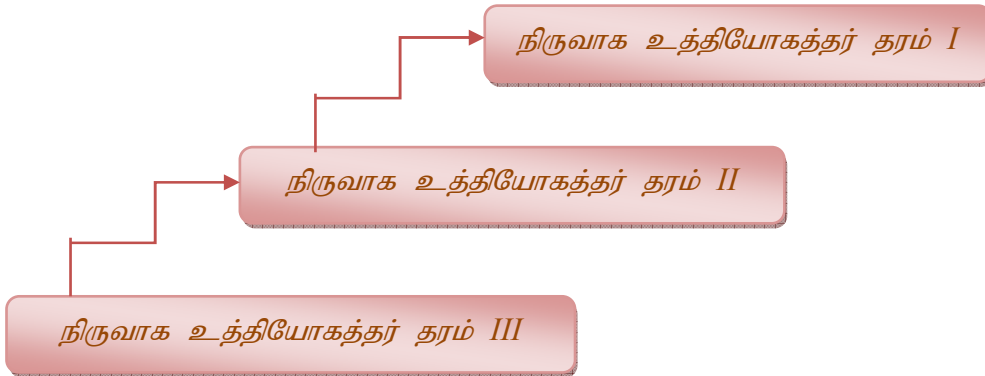 நிருவாக உத்தியோகத்தர் தரம் I
நிருவாக உத்தியோகத்தர் தரம் II
நிருவாக உத்தியோகத்தர் தரம் III